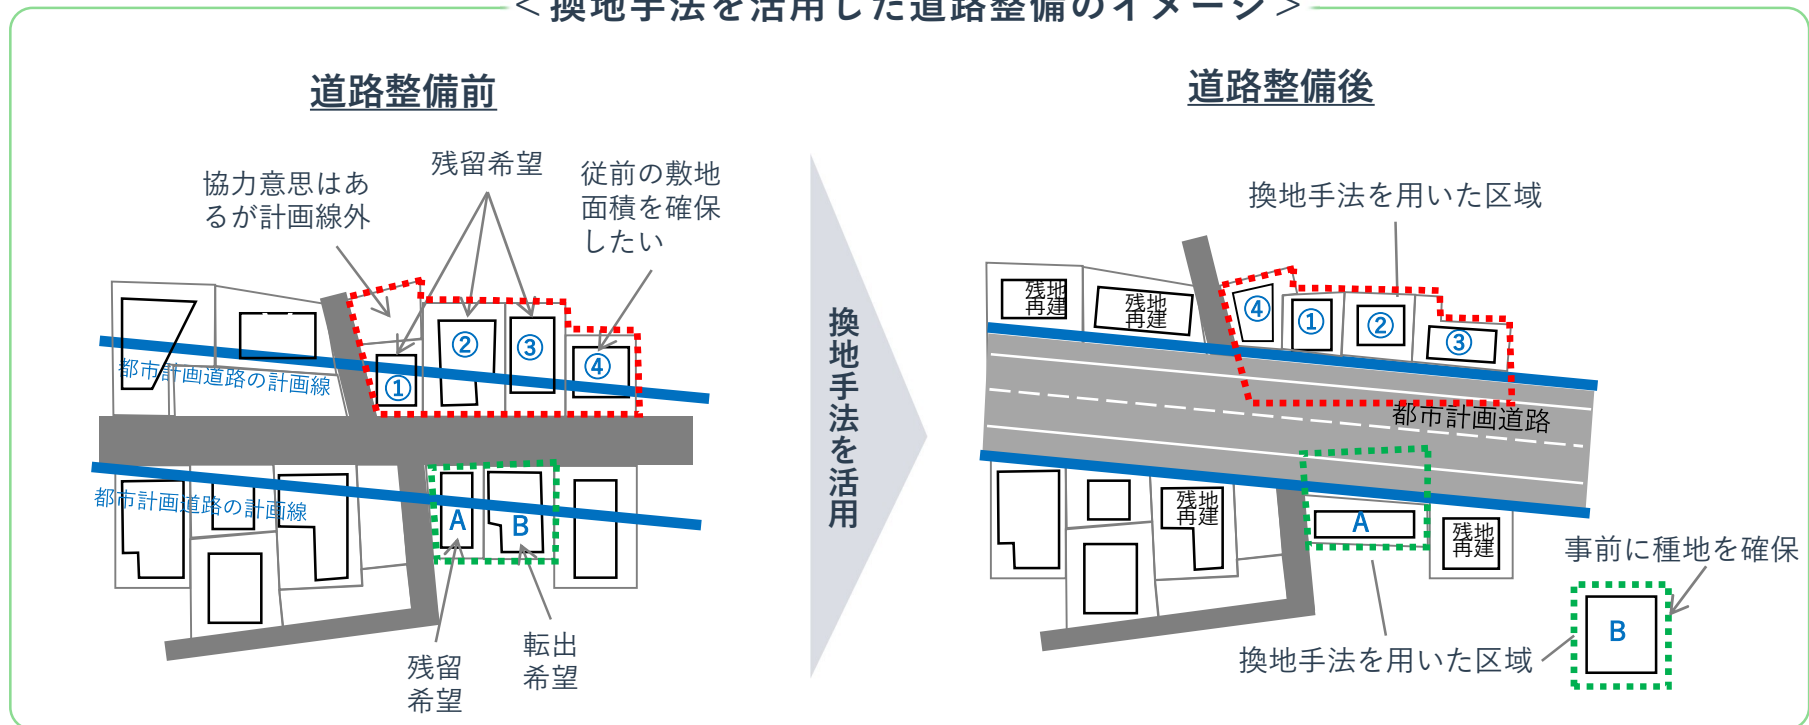 ＜換地手法を活用した道路整備のイメージ＞
道路整備前
道路整備後
協力意思はあ
るが計画線外
残留希望
従前の敷地
面積を確保
したい
都市計画道路の計画線
①
②
③
④
都市計画道路の計画線
A
B
残留
希望
転出
希望
換地手法を活用
換地手法を用いた区域
残地
再建
残地
再建
④
①
②
③
都市計画道路
残地
再建
A
残地
再建
事前に種地を確保
B
換地手法を用いた区域